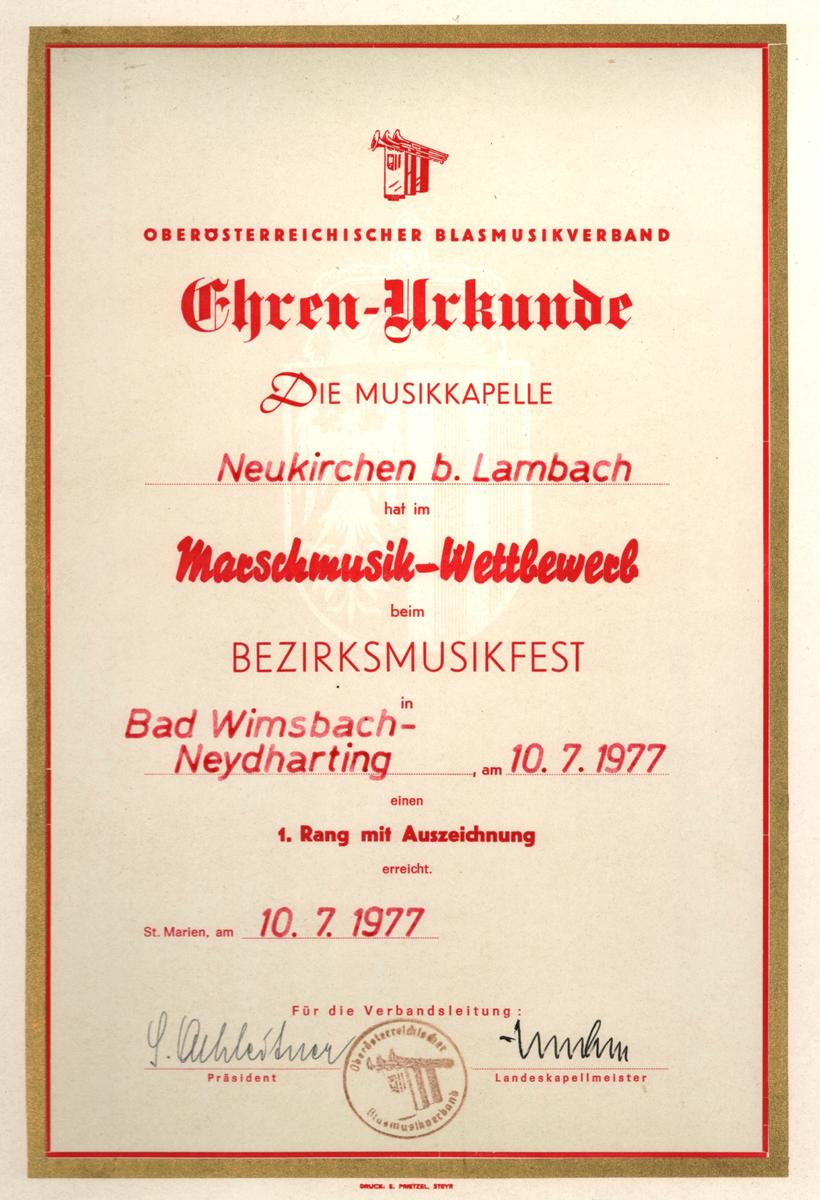 OBERÖSTERREICHISCHER BLASMUSIKVERBAND
Ehren-Urkunde
DIE MUSIKKAPELLE
Neukirchen b. Lambach
hat im
Marschmusik-Wettbewerb
beim
BEZIRKSMUSIKFEST
in
Bad Wimsbach-
Neydharting, am 10. 7. 1977
einen
1. Rang mit Auszeichnung
erreicht.
St. Marien, am 10. 7. 1977
Für die Verbandsleitung:
Präsident
Landeskapellmeister
Oberösterreichischer
Blasmusikverband
DRUCK: E. PRIETZEL, STEYR